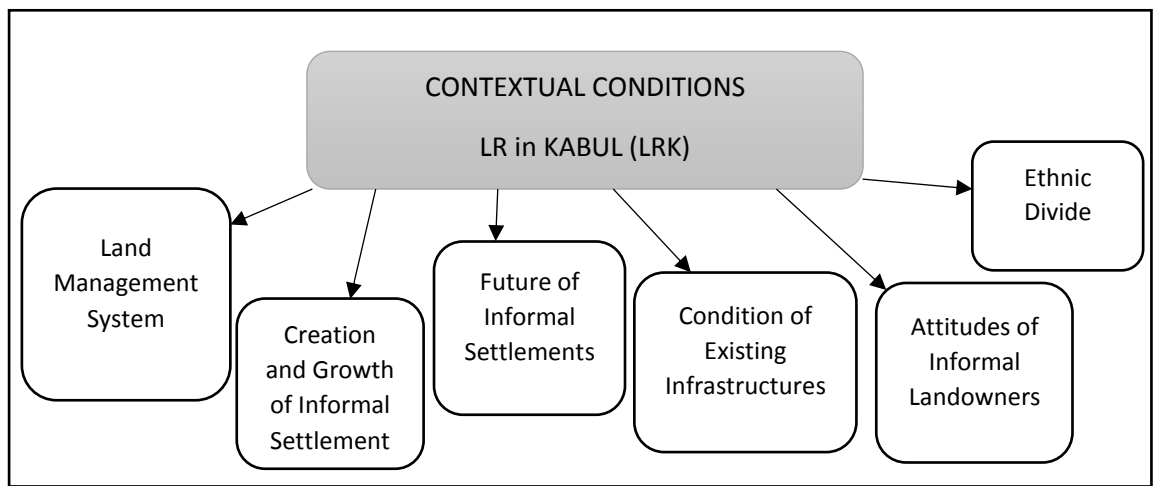 CONTEXTUAL CONDITIONS
LR in KABUL (LRK)
Land
Management
System
Creation
and Growth
of Informal
Settlement
Future of
Informal
Settlements
Condition of
Existing
Infrastructures
Attitudes of
Informal
Landowners
Ethnic
Divide